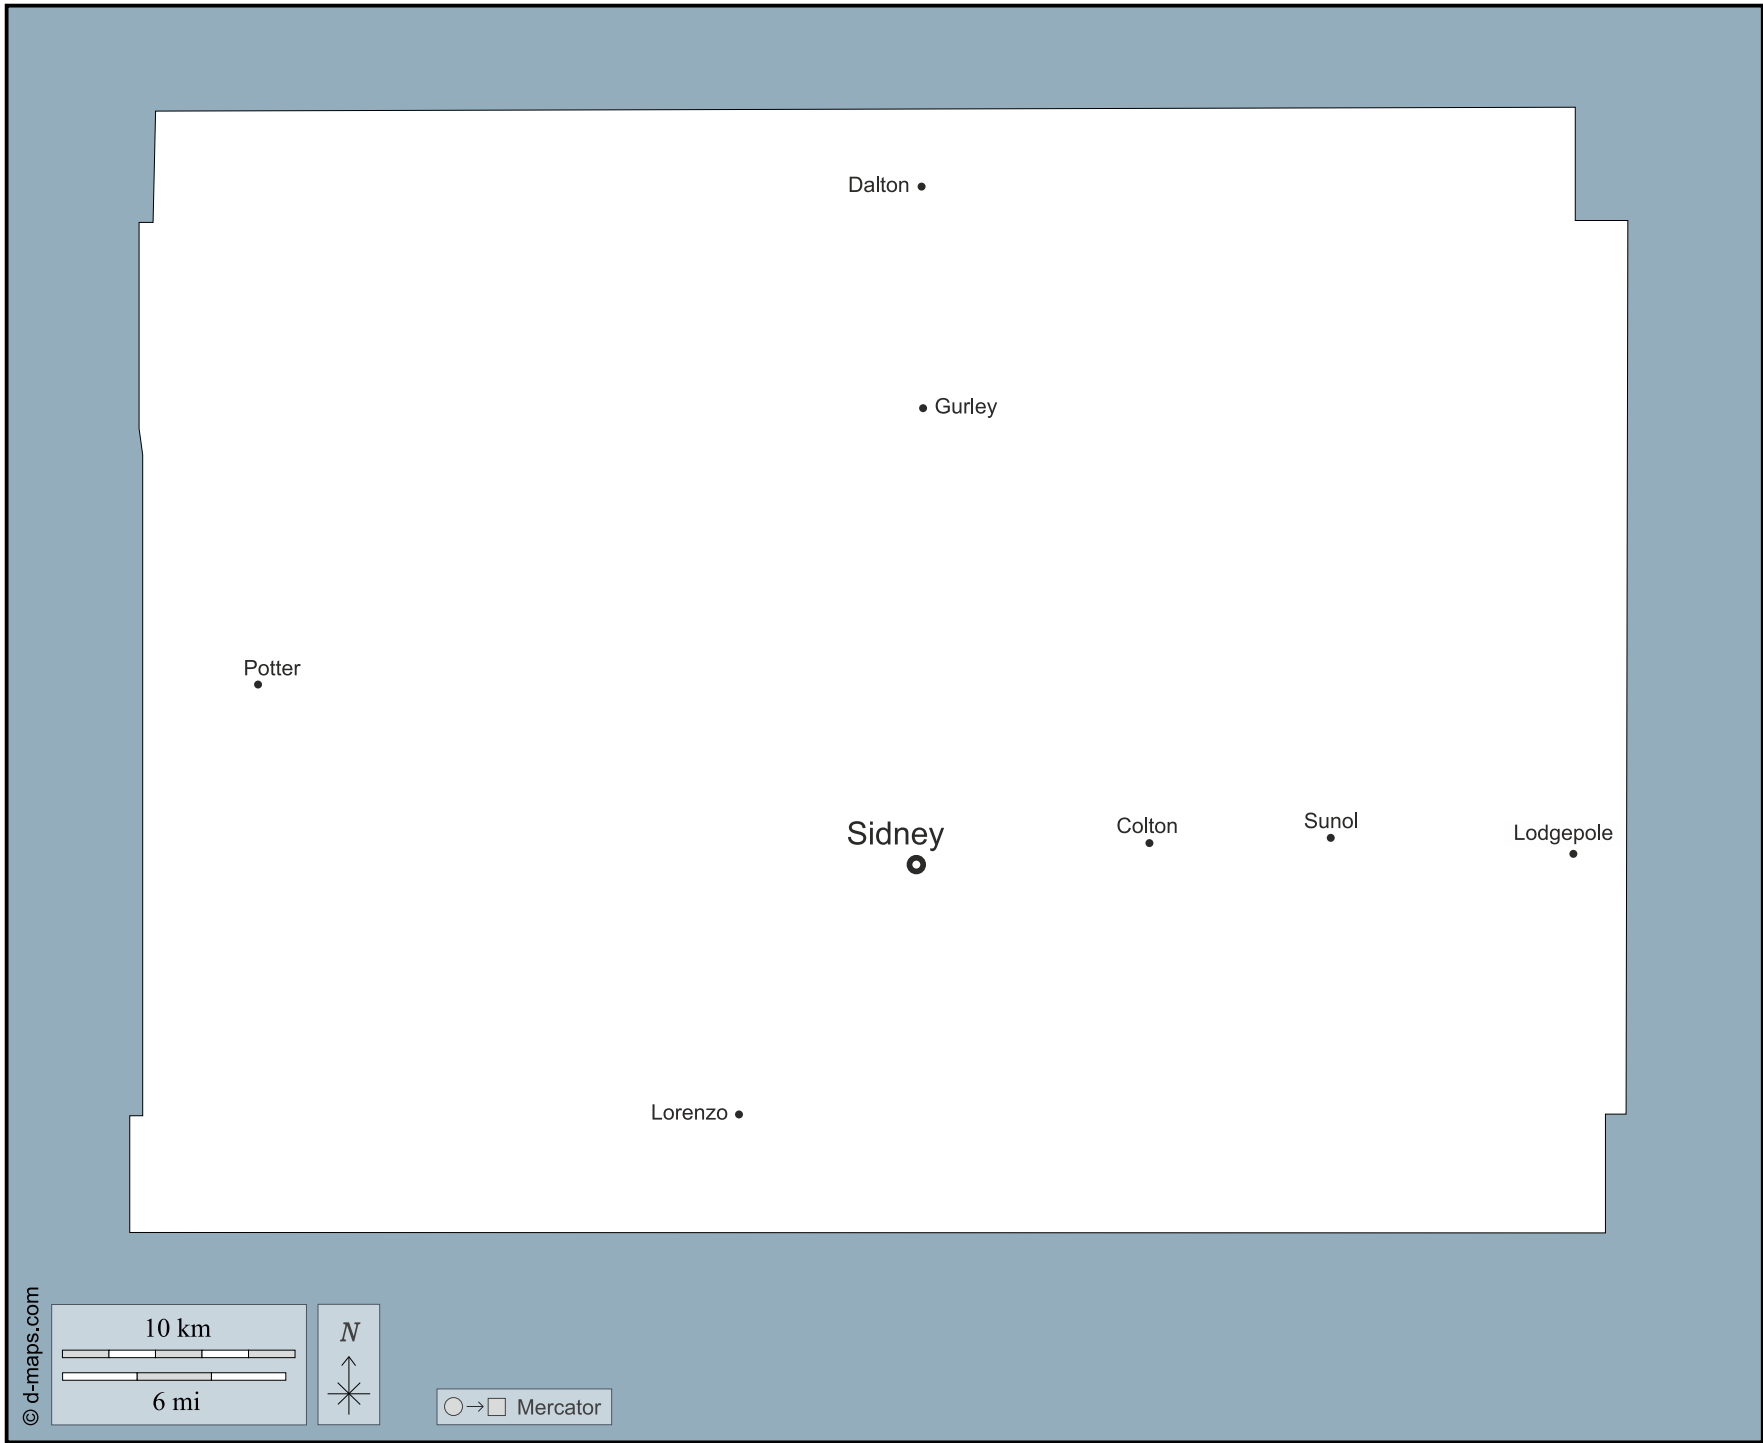 Dalton
Gurley
Potter
Sidney
Colton
Sunol
Lodgepole
Lorenzo
© d-maps.com
10 km
6 mi
N
Mercator